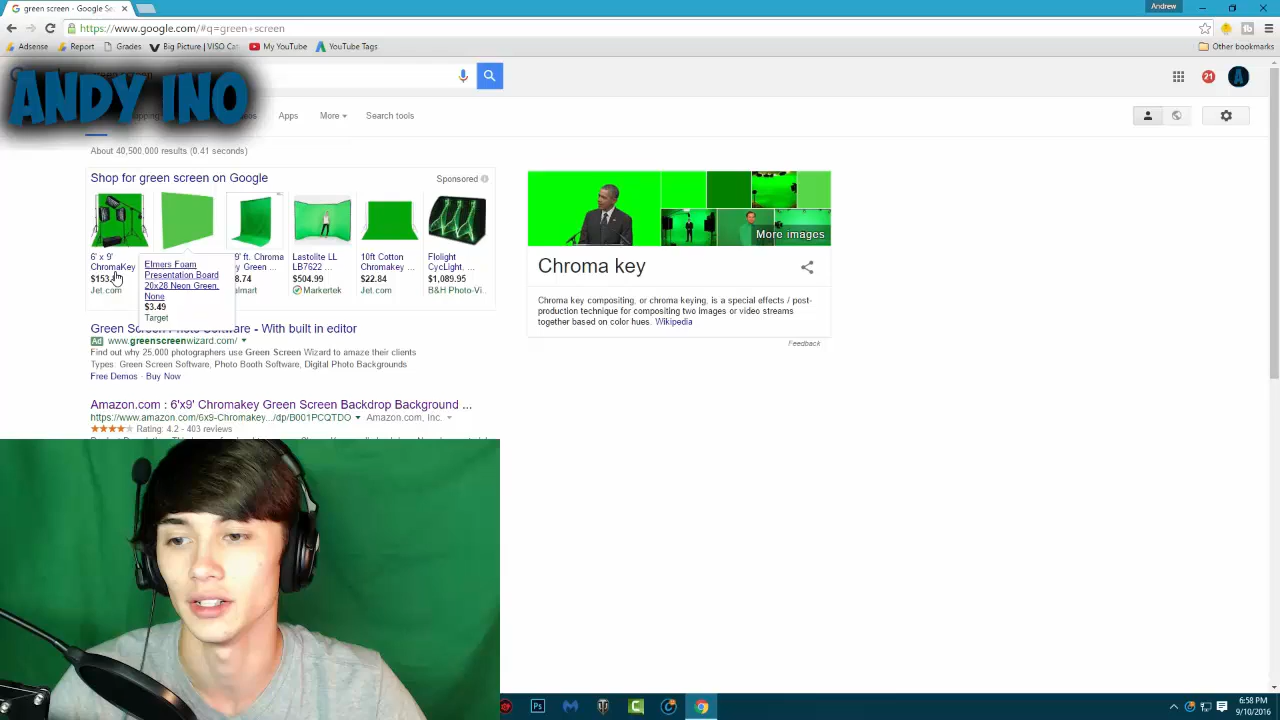 green screen - Google Se
Andrew
https://www.google.com/#q=green+screen
Adsense
Report
Grades
Big Picture | VISO Ca
My YouTube
YouTube Tags
Other bookmarks
ANDY INO
21
Apps
More
Search tools
About 40,500,000 results (0.41 seconds)
Shop for green screen on Google
Sponsored
6' x 9'
ChromaKey
Jet.com
Elmers Foam
Presentation Board
20x28 Neon Green,
None
$3.49
Target
9' ft. Chroma
Green ...
8.74
almart
Lastolite LL
LB7622 ...
$504.99
Markertek
10ft Cotton
Chromakey ...
$22.84
Jet.com
Flolight
CycLight, ...
$1,089.95
B&H Photo-Vi...
Green Screen Photo Software - With built in editor
Ad www.greenscreenwizard.com/
Find out why 25,000 photographers use Green Screen Wizard to amaze their clients
Types: Green Screen Software, Photo Booth Software, Digital Photo Backgrounds
Free Demos - Buy Now
Amazon.com : 6'x9' Chromakey Green Screen Backdrop Background ...
https://www.amazon.com/6x9-Chromakey.../dp/B001PCQTDO Amazon.com, Inc.
Rating: 4.2 - 403 reviews
More images
Chroma key
Chroma key compositing, or chroma keying, is a special effects / post-
production technique for compositing two images or video streams
together based on color hues. Wikipedia
Feedback
6:58 PM
9/10/2016